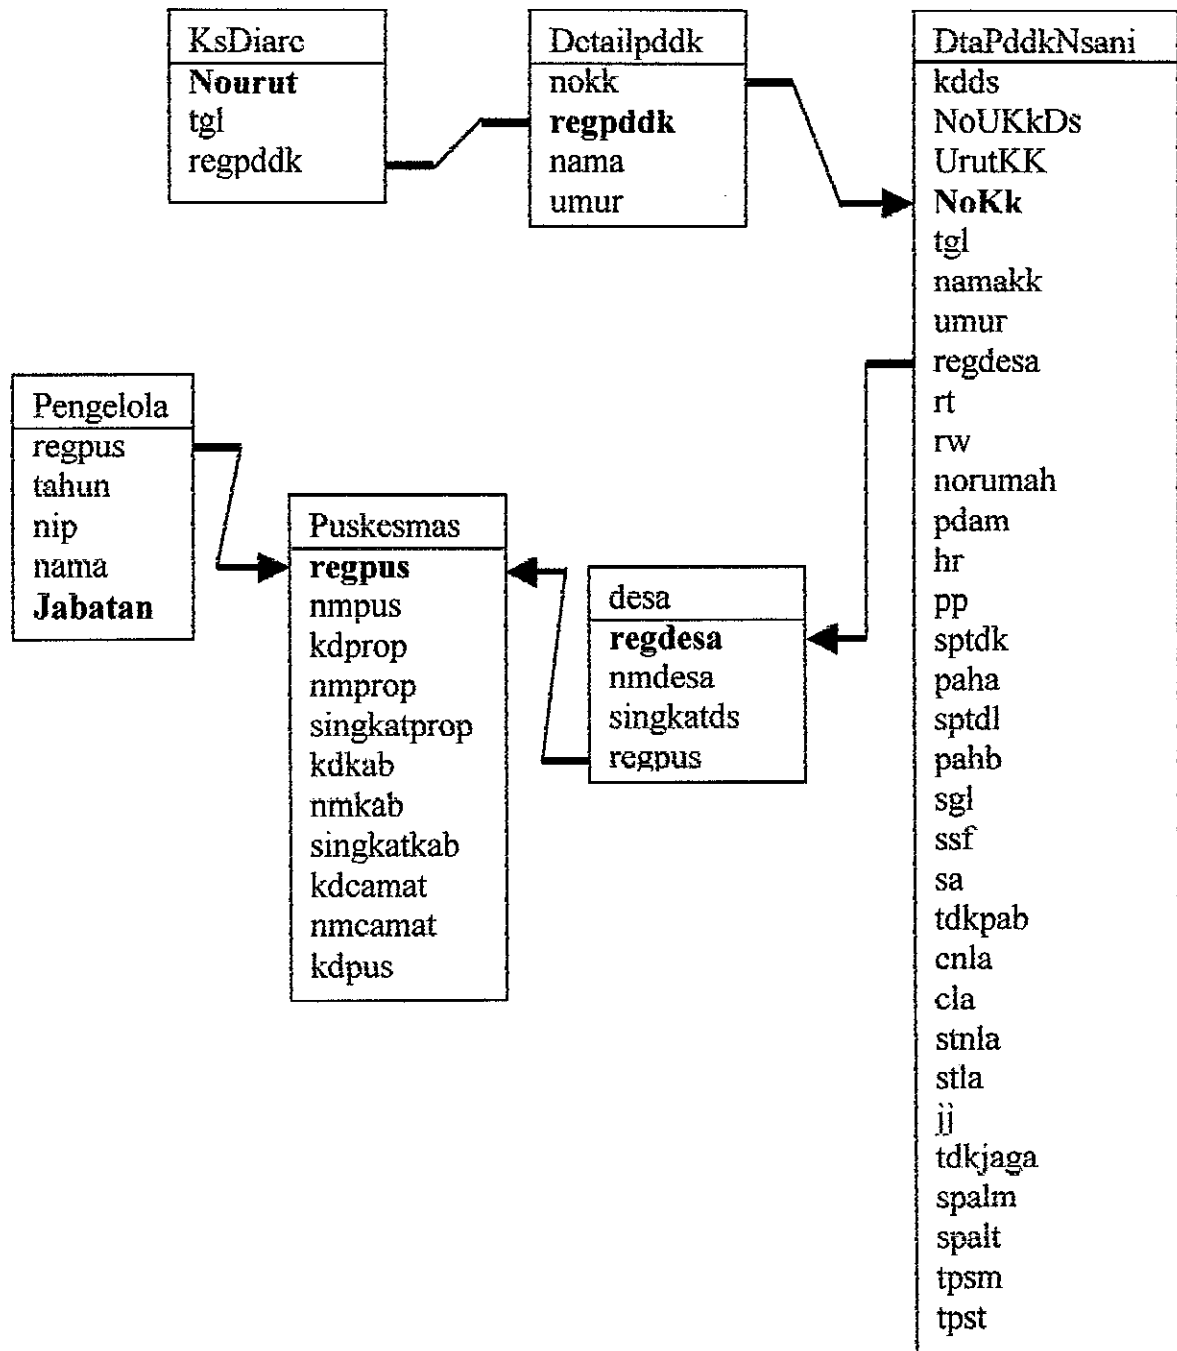 KsDiare
Nourut
tgl
regpddk
Detailpddk
nokk
regpddk
nama
umur
DtaPddkNsani
kdds
NoUKkDs
UrutKK
NoKk
tgl
namakk
umur
regdesa
rt
rw
norumah
pdam
hr
pp
sptdk
paha
sptdl
pahb
sgl
ssf
sa
tdkpab
cnla
cla
stnla
stla
jj
tdkjaga
spalm
spalt
tpsm
tpst
Pengelola
regpus
tahun
nip
nama
Jabatan
Puskesmas
regpus
nmpus
kdprop
nmprop
singkatprop
kdkab
nmkab
singkatkab
kdcamat
nmcamat
kdpus
desa
regdesa
nmdesa
singkatds
regpus